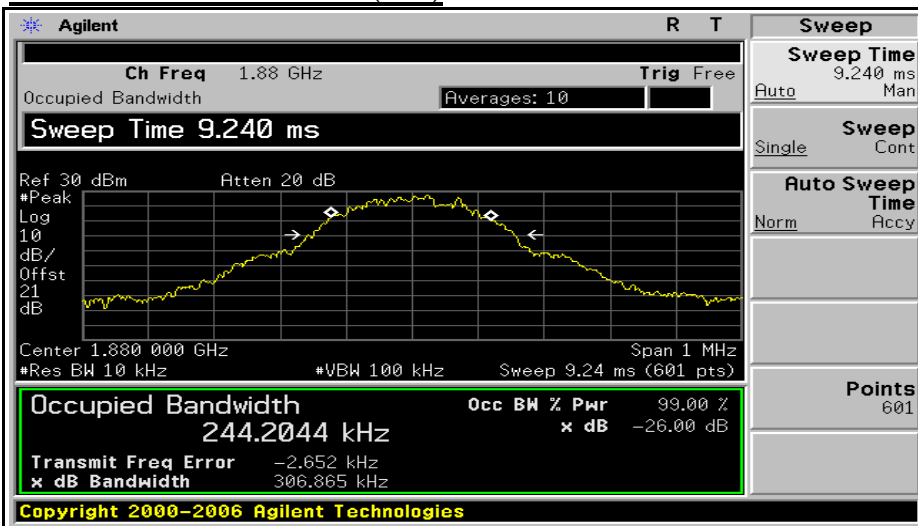 Agilent R T
Ch Freq 1.88 GHz Trig Free
Occupied Bandwidth Averages: 10
Sweep Time 9.240 ms
Ref 30 dBm Atten 20 dB
#Peak
Log
10
dB/
Offst
21
dB
Center 1.880 000 GHz Span 1 MHz
#Res BW 10 kHz #VBW 100 kHz Sweep 9.24 ms (601 pts)
Occupied Bandwidth Occ BW % Pwr 99.00 %
244.2044 kHz x dB -26.00 dB
Transmit Freq Error -2.652 kHz
x dB Bandwidth 306.865 kHz
Copyright 2000-2006 Agilent Technologies
Sweep
Sweep Time
9.240 ms
Auto Man
Sweep
Single Cont
Auto Sweep
Time
Norm Accy
Points
601